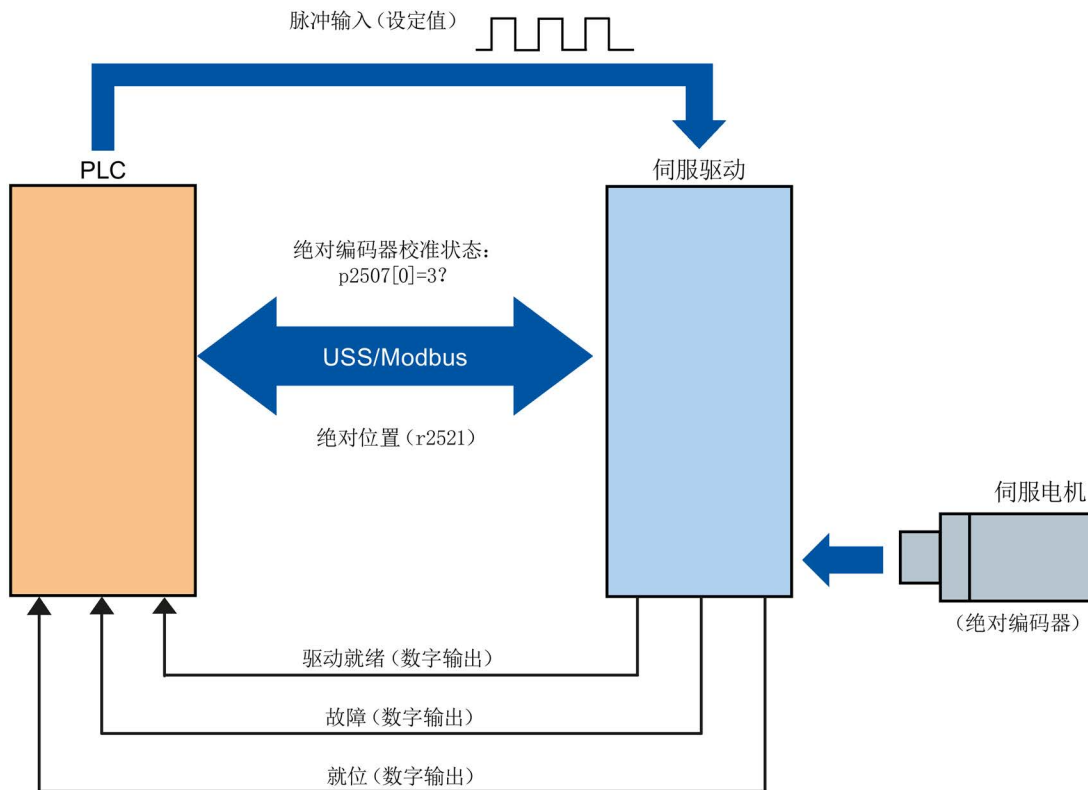 脉冲输入(设定值)
PLC
伺服驱动
绝对编码器校准状态:
p2507[0]=3?
USS/Modbus
绝对位置(r2521)
伺服电机
(绝对编码器)
驱动就绪(数字输出)
故障(数字输出)
就位(数字输出)